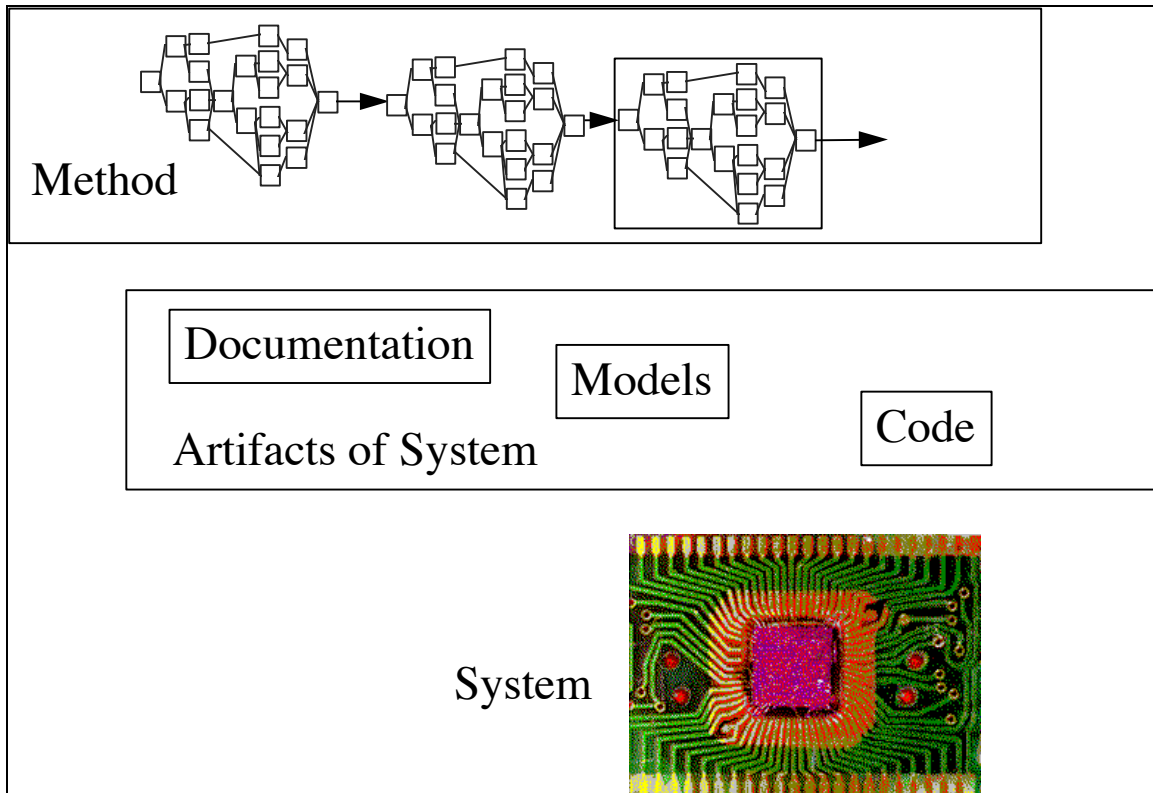 Method
Documentation
Models
Code
Artifacts of System
System